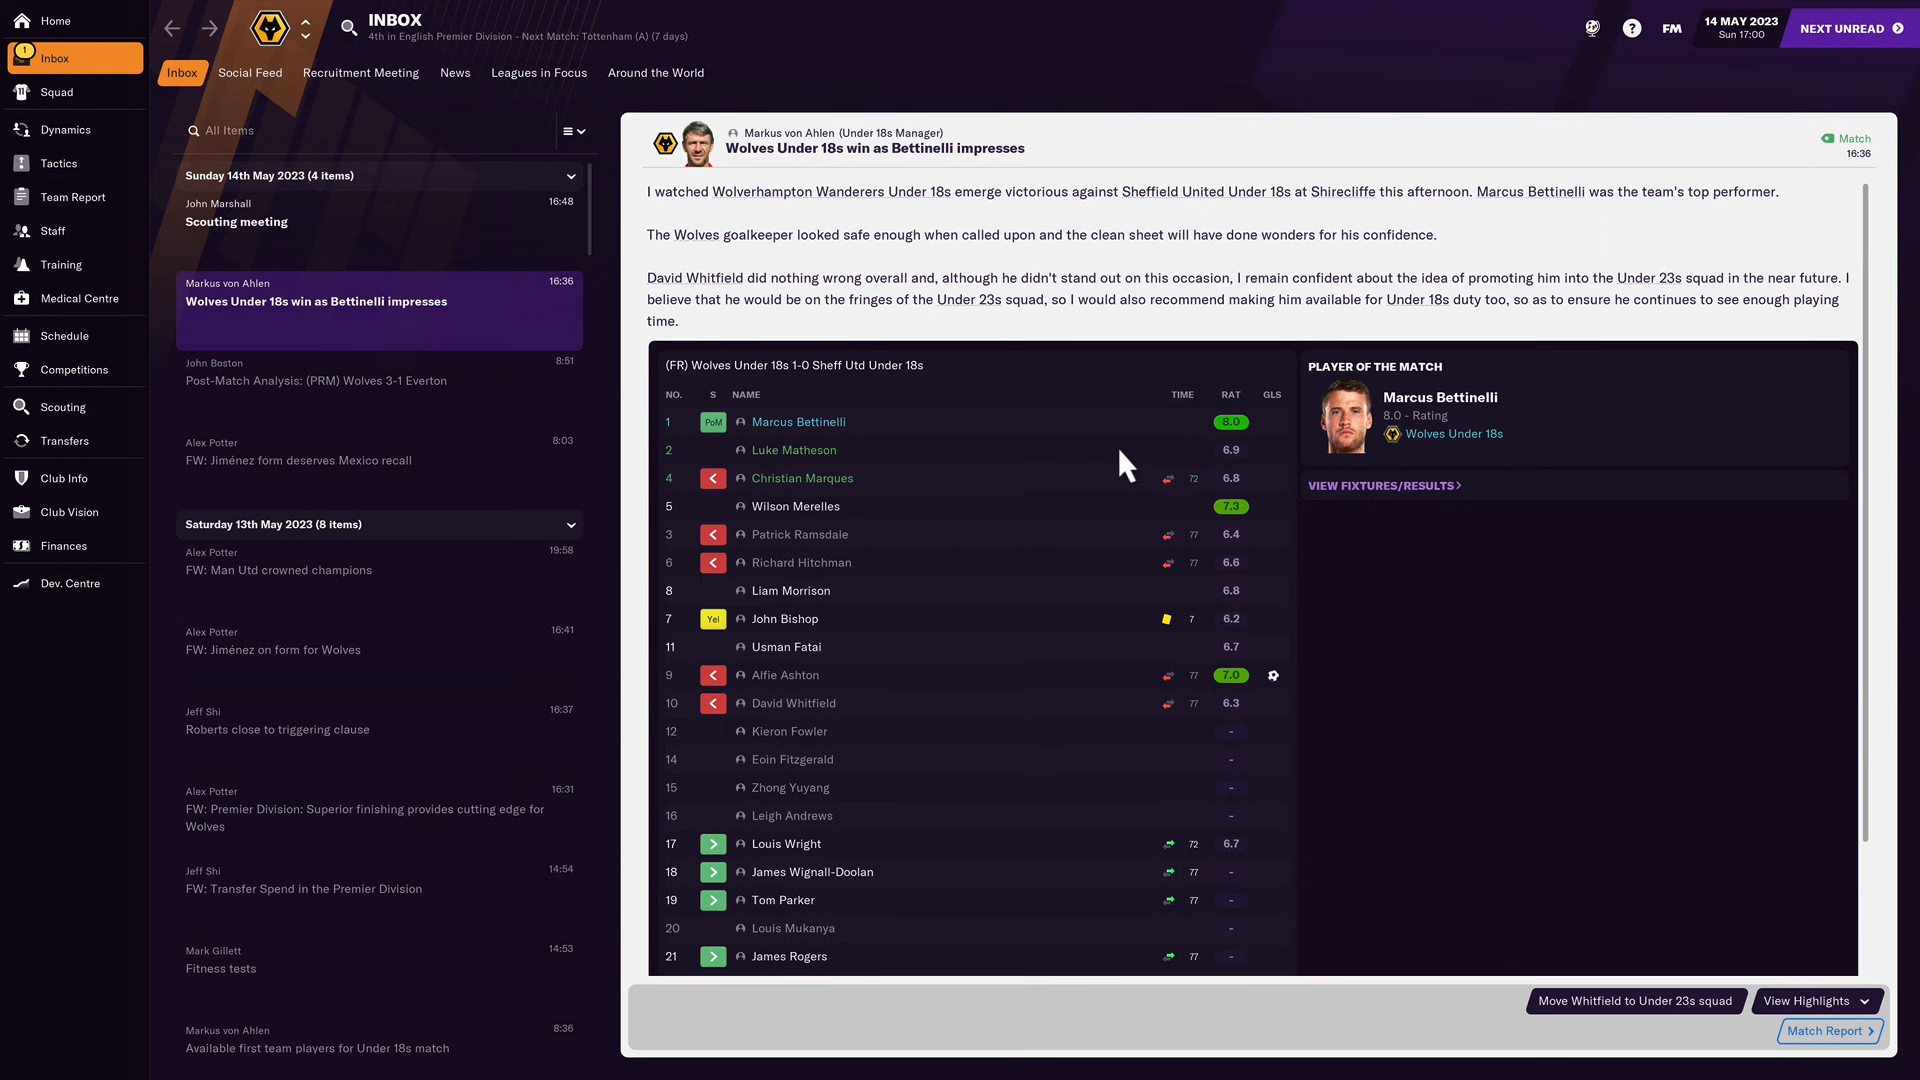 Home
1
Inbox
Squad
Dynamics
Tactics
Team Report
Staff
Training
Medical Centre
Schedule
Competitions
Scouting
Transfers
Club Info
Club Vision
Finances
Dev. Centre
INBOX
4th in English Premier Division - Next Match: Tottenham (A) (7 days)
?
FM
14 MAY 2023
Sun 17:00
NEXT UNREAD
Inbox
Social Feed
Recruitment Meeting
News
Leagues in Focus
Around the World
All Items
Sunday 14th May 2023 (4 items)
John Marshall 16:48
Scouting meeting
Markus von Ahlen 16:36
Wolves Under 18s win as Bettinelli impresses
John Boston 8:51
Post-Match Analysis: (PRM) Wolves 3-1 Everton
Alex Potter 8:03
FW: Jiménez form deserves Mexico recall
Saturday 13th May 2023 (8 items)
Alex Potter 19:58
FW: Man Utd crowned champions
Alex Potter 16:41
FW: Jiménez on form for Wolves
Jeff Shi 16:37
Roberts close to triggering clause
Alex Potter 16:31
FW: Premier Division: Superior finishing provides cutting edge for
Wolves
Jeff Shi 14:54
FW: Transfer Spend in the Premier Division
Mark Gillett 14:53
Fitness tests
Markus von Ahlen 8:36
Available first team players for Under 18s match
Markus von Ahlen (Under 18s Manager)
Wolves Under 18s win as Bettinelli impresses
Match
16:36
I watched Wolverhampton Wanderers Under 18s emerge victorious against Sheffield United Under 18s at Shirecliffe this afternoon. Marcus Bettinelli was the team's top performer.
The Wolves goalkeeper looked safe enough when called upon and the clean sheet will have done wonders for his confidence.
David Whitfield did nothing wrong overall and, although he didn't stand out on this occasion, I remain confident about the idea of promoting him into the Under 23s squad in the near future. I
believe that he would be on the fringes of the Under 23s squad, so I would also recommend making him available for Under 18s duty too, so as to ensure he continues to see enough playing
time.
(FR) Wolves Under 18s 1-0 Sheff Utd Under 18s
NO. S NAME TIME RAT GLS
1 PoM Marcus Bettinelli 8.0
2 Luke Matheson 6.9
4 Christian Marques 72 6.8
5 Wilson Merelles 7.3
3 Patrick Ramsdale 77 6.4
6 Richard Hitchman 77 6.6
8 Liam Morrison 6.8
7 Yel John Bishop 7 6.2
11 Usman Fatai 6.7
9 Alfie Ashton 77 7.0
10 David Whitfield 77 6.3
12 Kieron Fowler -
14 Eoin Fitzgerald -
15 Zhong Yuyang -
16 Leigh Andrews -
17 Louis Wright 72 6.7
18 James Wignall-Doolan 77 -
19 Tom Parker 77 -
20 Louis Mukanya -
21 James Rogers 77 -
PLAYER OF THE MATCH
Marcus Bettinelli
8.0 - Rating
Wolves Under 18s
VIEW FIXTURES/RESULTS>
Move Whitfield to Under 23s squad
View Highlights
Match Report >